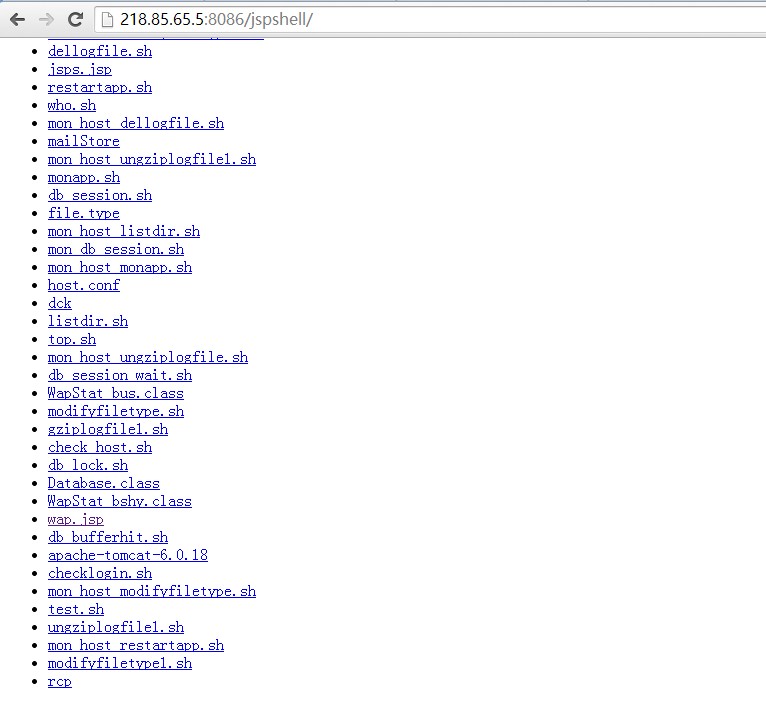 218.85.65.5:8086/jspshell/
dellogfile.sh
jsps.jsp
restartapp.sh
who.sh
mon_host_dellogfile.sh
mailStore
mon_host_ungziplogfile1.sh
monapp.sh
db_session.sh
file.type
mon_host_listdir.sh
mon_db_session.sh
mon_host_monapp.sh
host.conf
dck
listdir.sh
top.sh
mon_host_ungziplogfile.sh
db_session_wait.sh
WapStat_bus.class
modifyfiletype.sh
gziplogfile1.sh
check_host.sh
db_lock.sh
Database.class
WapStat_bshy.class
wap.jsp
db_bufferhit.sh
apache-tomcat-6.0.18
checklogin.sh
mon_host_modifyfiletype.sh
test.sh
ungziplogfile1.sh
mon_host_restartapp.sh
modifyfiletype1.sh
rcp